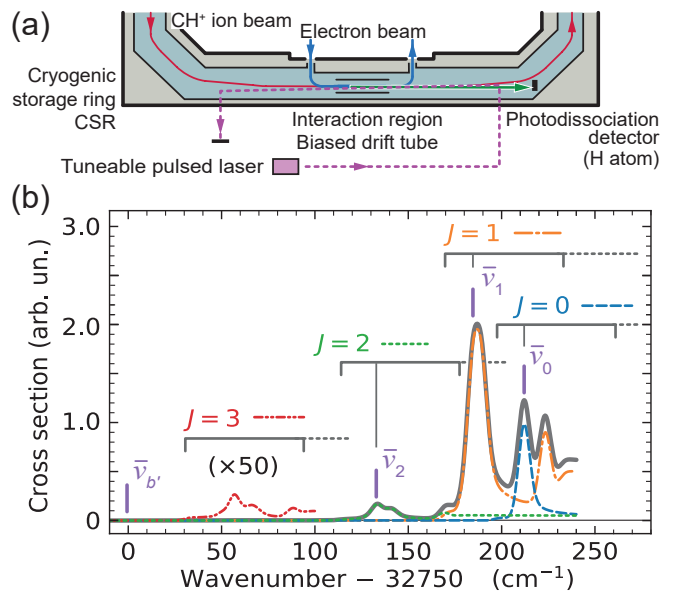 (a)
CH⁺ ion beam
Electron beam
Cryogenic
storage ring
CSR
Interaction region
Biased drift tube
Photodissociation
detector
(H atom)
Tuneable pulsed laser
(b)
3.0
2.0
1.0
0
Cross section (arb. un.)
J = 1
ν̅₁
J = 0
ν̅₀
J = 2
ν̅₂
J = 3
(×50)
ν̅b′
0 50 100 150 200 250
Wavenumber − 32750 (cm⁻¹)